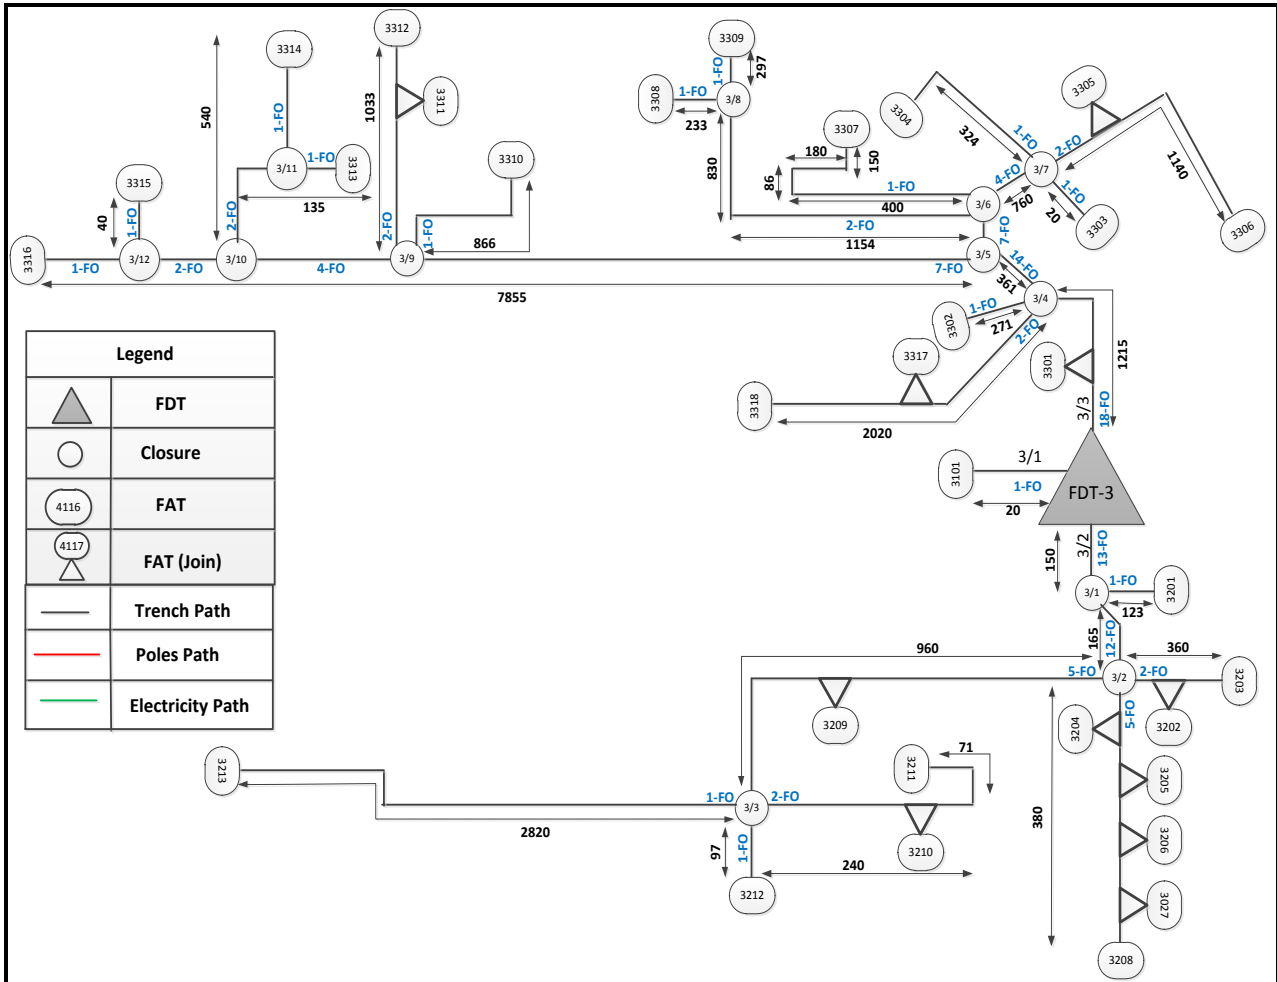 3312
3309
3314
3305
1-FO
297
3308
1-FO
3/8
233
3311
3304
1-FO
324
2-FO
540
1033
1-FO
3307
180
150
3310
830
86
3/7
1140
3/11
1-FO
3313
4-FO
1-FO
3315
1-FO
3/6
760
20
3303
3306
40
1-FO
2-FO
135
2-FO
1-FO
400
2-FO
7-FO
866
1154
3316
3/12
3/10
3/9
3/5
14-FO
1-FO
2-FO
4-FO
7-FO
361
7855
3/4
1-FO
3302
271
2-FO
1215
Legend
3317
3301
FDT
3318
3/3
18-FO
2020
Closure
3/1
3101
1-FO
FDT-3
4116
FAT
20
4117
FAT (Join)
150
3/2
13-FO
1-FO
3/1
3201
123
Trench Path
165
12-FO
Poles Path
960
360
5-FO
3/2
2-FO
3203
Electricity Path
5-FO
3209
3204
3202
71
3213
3211
3205
1-FO
3/3
2-FO
2820
380
3206
97
1-FO
3210
240
3212
3027
3208